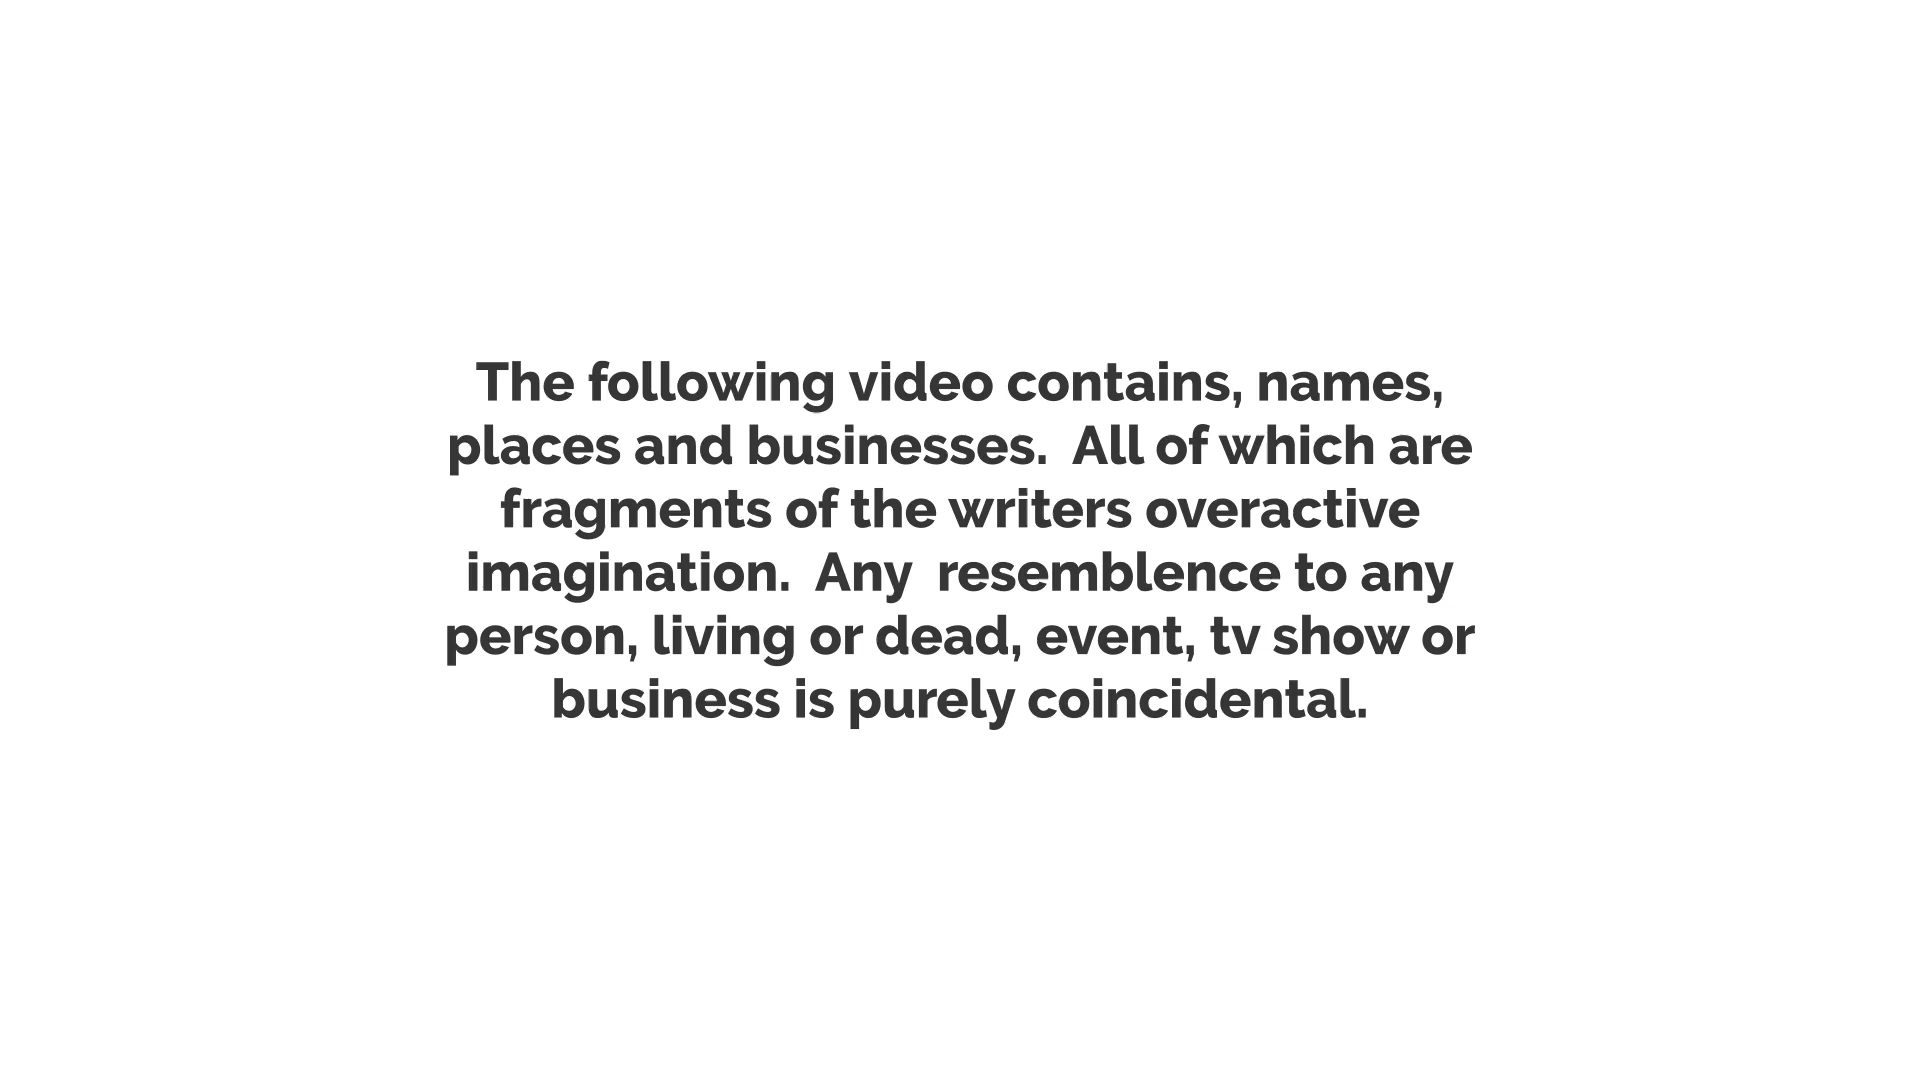 The following video contains, names,
places and businesses.  All of which are
fragments of the writers overactive
imagination.  Any  resemblence to any
person, living or dead, event, tv show or
business is purely coincidental.